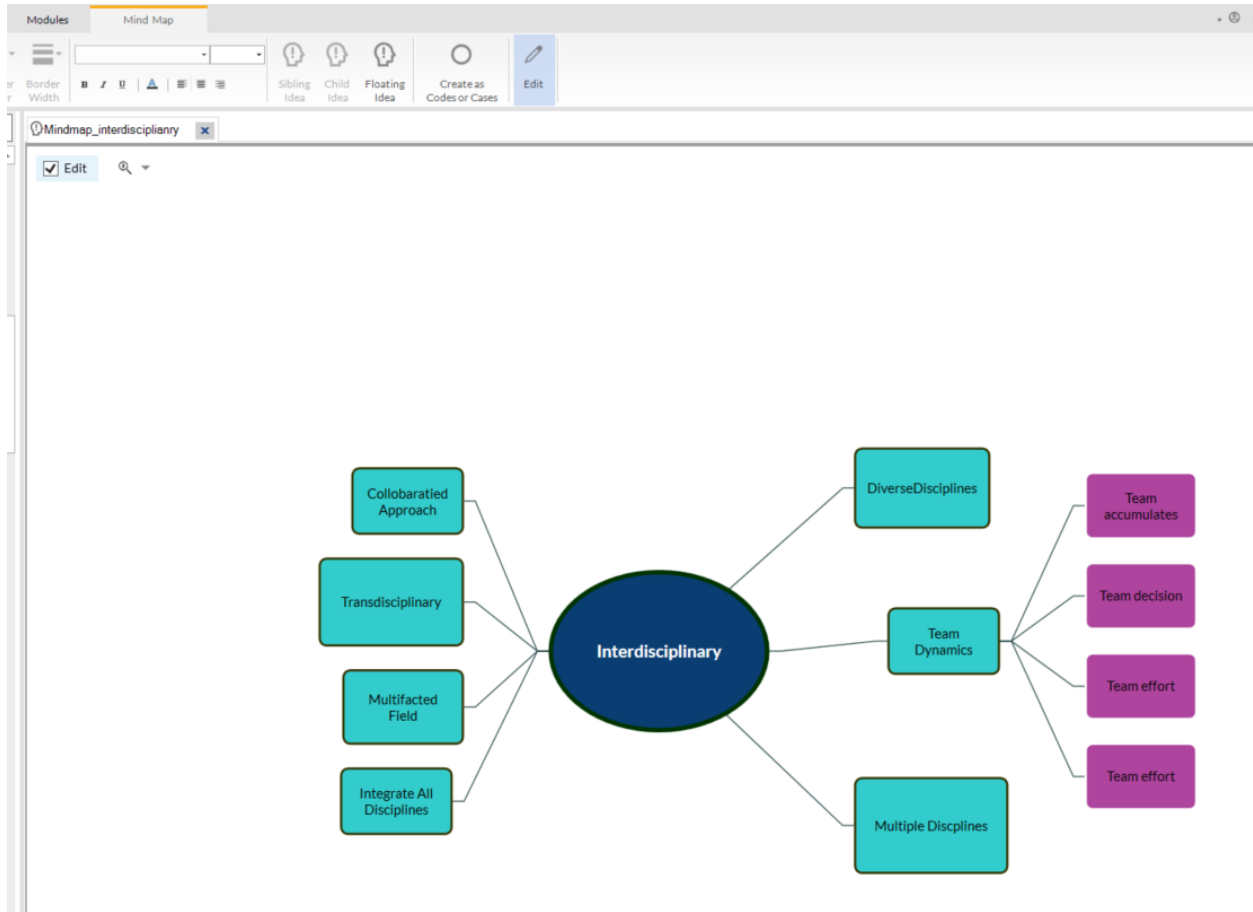 Modules
Mind Map
Border
Width
B I U A
Sibling
Idea
Child
Idea
Floating
Idea
Create as
Codes or Cases
Edit
Mindmap_interdisciplianry
Edit
Collobaratied
Approach
Transdisciplinary
Multifacted
Field
Integrate All
Disciplines
Interdisciplinary
DiverseDisciplines
Team
Dynamics
Multiple Discplines
Team
accumulates
Team decision
Team effort
Team effort